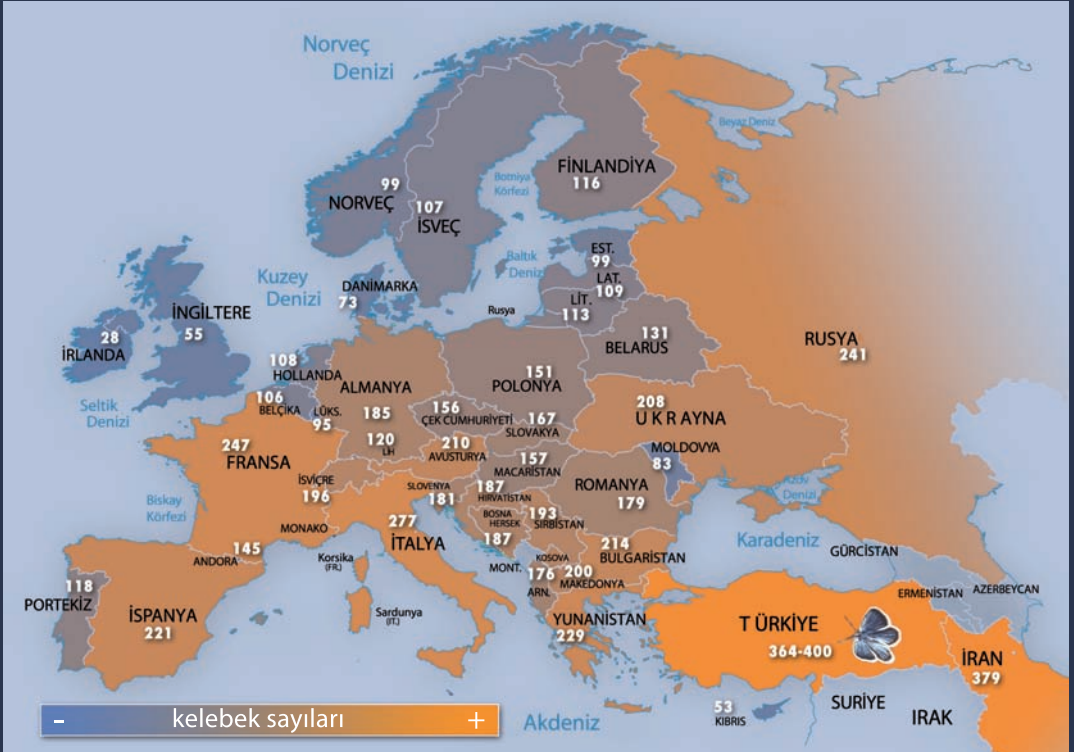 Norveç
Denizi
Beyaz Deniz
FİNLANDİYA
116
Botniya
Körfezi
99
NORVEÇ
107
İSVEÇ
EST.
99
Baltık
Denizi
LAT.
109
Kuzey
Denizi
DANİMARKA
73
LİT.
113
Rusya
İNGİLTERE
55
28
İRLANDA
131
BELARUS
RUSYA
241
108
HOLLANDA
ALMANYA
185
151
POLONYA
106
BELÇİKA
LÜKS.
95
Seltik
Denizi
156
ÇEK CUMHURİYETİ
167
SLOVAKYA
208
UKRAYNA
120
LİH
210
AVUSTURYA
MOLDOVYA
83
247
FRANSA
157
MACARİSTAN
İSVİÇRE
196
SLOVENYA
181
187
HIRVATİSTAN
ROMANYA
179
Azov
Denizi
Biskay
Körfezi
MONAKO
277
İTALYA
BOSNA
HERSEK
187
193
SIRBİSTAN
214
BULGARİSTAN
Karadeniz
GÜRCİSTAN
145
ANDORA
Korsika
(FR.)
MONT.
KOSOVA
176
ARN.
200
MAKEDONYA
ERMENİSTAN
AZERBEYCAN
118
PORTEKİZ
İSPANYA
221
Sardunya
(İT.)
YUNANİSTAN
229
T ÜRKİYE
364-400
İRAN
379
53
KIBRIS
SURİYE
IRAK
- kelebek sayıları +
Akdeniz